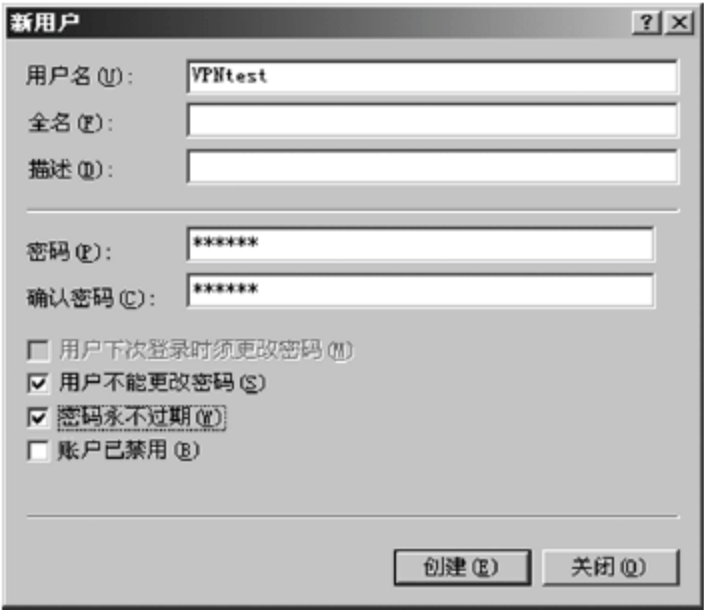 新用户
用户名(U): VPNtest
全名(F):
描述(D):
密码(P): ******
确认密码(C): ******
用户下次登录时须更改密码(M)
用户不能更改密码(S)
密码永不过期(W)
账户已禁用(B)
创建(E) 关闭(O)